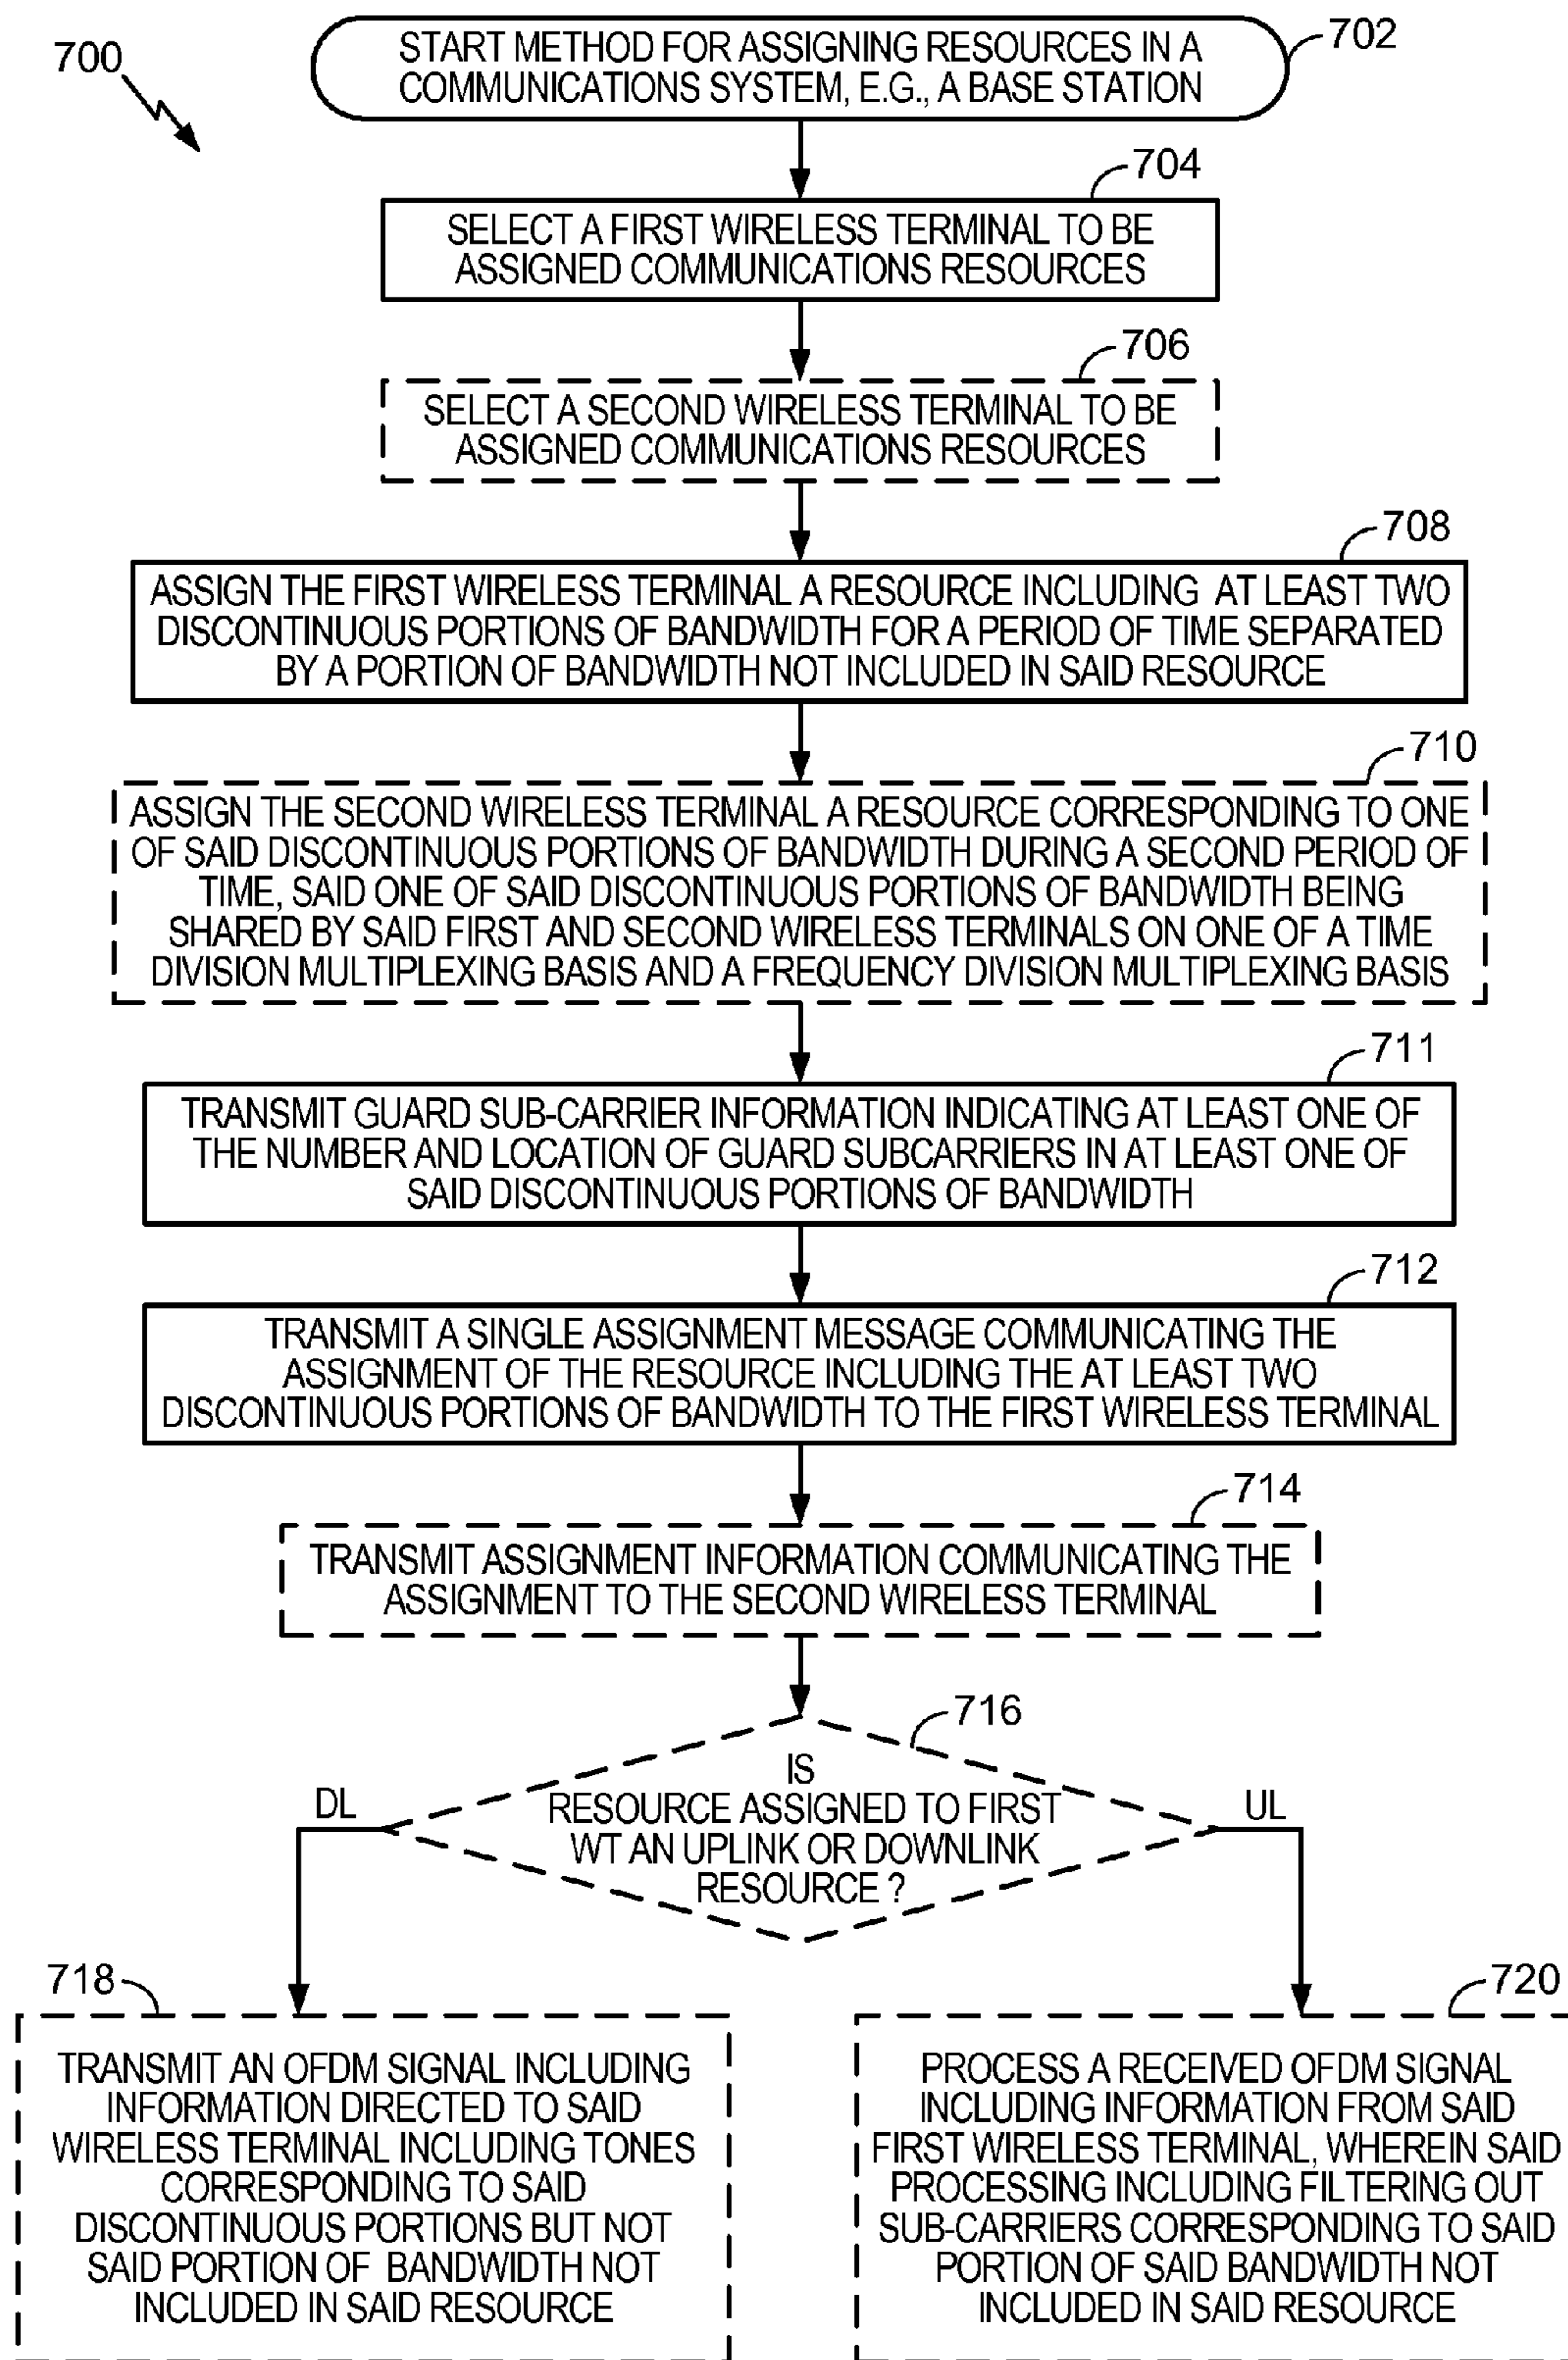 700
702
START METHOD FOR ASSIGNING RESOURCES IN A
COMMUNICATIONS SYSTEM, E.G., A BASE STATION
704
SELECT A FIRST WIRELESS TERMINAL TO BE
ASSIGNED COMMUNICATIONS RESOURCES
706
SELECT A SECOND WIRELESS TERMINAL TO BE
ASSIGNED COMMUNICATIONS RESOURCES
708
ASSIGN THE FIRST WIRELESS TERMINAL A RESOURCE INCLUDING AT LEAST TWO
DISCONTINUOUS PORTIONS OF BANDWIDTH FOR A PERIOD OF TIME SEPARATED
BY A PORTION OF BANDWIDTH NOT INCLUDED IN SAID RESOURCE
710
ASSIGN THE SECOND WIRELESS TERMINAL A RESOURCE CORRESPONDING TO ONE
OF SAID DISCONTINUOUS PORTIONS OF BANDWIDTH DURING A SECOND PERIOD OF
TIME, SAID ONE OF SAID DISCONTINUOUS PORTIONS OF BANDWIDTH BEING
SHARED BY SAID FIRST AND SECOND WIRELESS TERMINALS ON ONE OF A TIME
DIVISION MULTIPLEXING BASIS AND A FREQUENCY DIVISION MULTIPLEXING BASIS
711
TRANSMIT GUARD SUB-CARRIER INFORMATION INDICATING AT LEAST ONE OF
THE NUMBER AND LOCATION OF GUARD SUBCARRIERS IN AT LEAST ONE OF
SAID DISCONTINUOUS PORTIONS OF BANDWIDTH
712
TRANSMIT A SINGLE ASSIGNMENT MESSAGE COMMUNICATING THE
ASSIGNMENT OF THE RESOURCE INCLUDING THE AT LEAST TWO
DISCONTINUOUS PORTIONS OF BANDWIDTH TO THE FIRST WIRELESS TERMINAL
714
TRANSMIT ASSIGNMENT INFORMATION COMMUNICATING THE
ASSIGNMENT TO THE SECOND WIRELESS TERMINAL
716
IS
RESOURCE ASSIGNED TO FIRST
WT AN UPLINK OR DOWNLINK
RESOURCE ?
DL
UL
718
TRANSMIT AN OFDM SIGNAL INCLUDING
INFORMATION DIRECTED TO SAID
WIRELESS TERMINAL INCLUDING TONES
CORRESPONDING TO SAID
DISCONTINUOUS PORTIONS BUT NOT
SAID PORTION OF BANDWIDTH NOT
INCLUDED IN SAID RESOURCE
720
PROCESS A RECEIVED OFDM SIGNAL
INCLUDING INFORMATION FROM SAID
FIRST WIRELESS TERMINAL, WHEREIN SAID
PROCESSING INCLUDING FILTERING OUT
SUB-CARRIERS CORRESPONDING TO SAID
PORTION OF SAID BANDWIDTH NOT
INCLUDED IN SAID RESOURCE